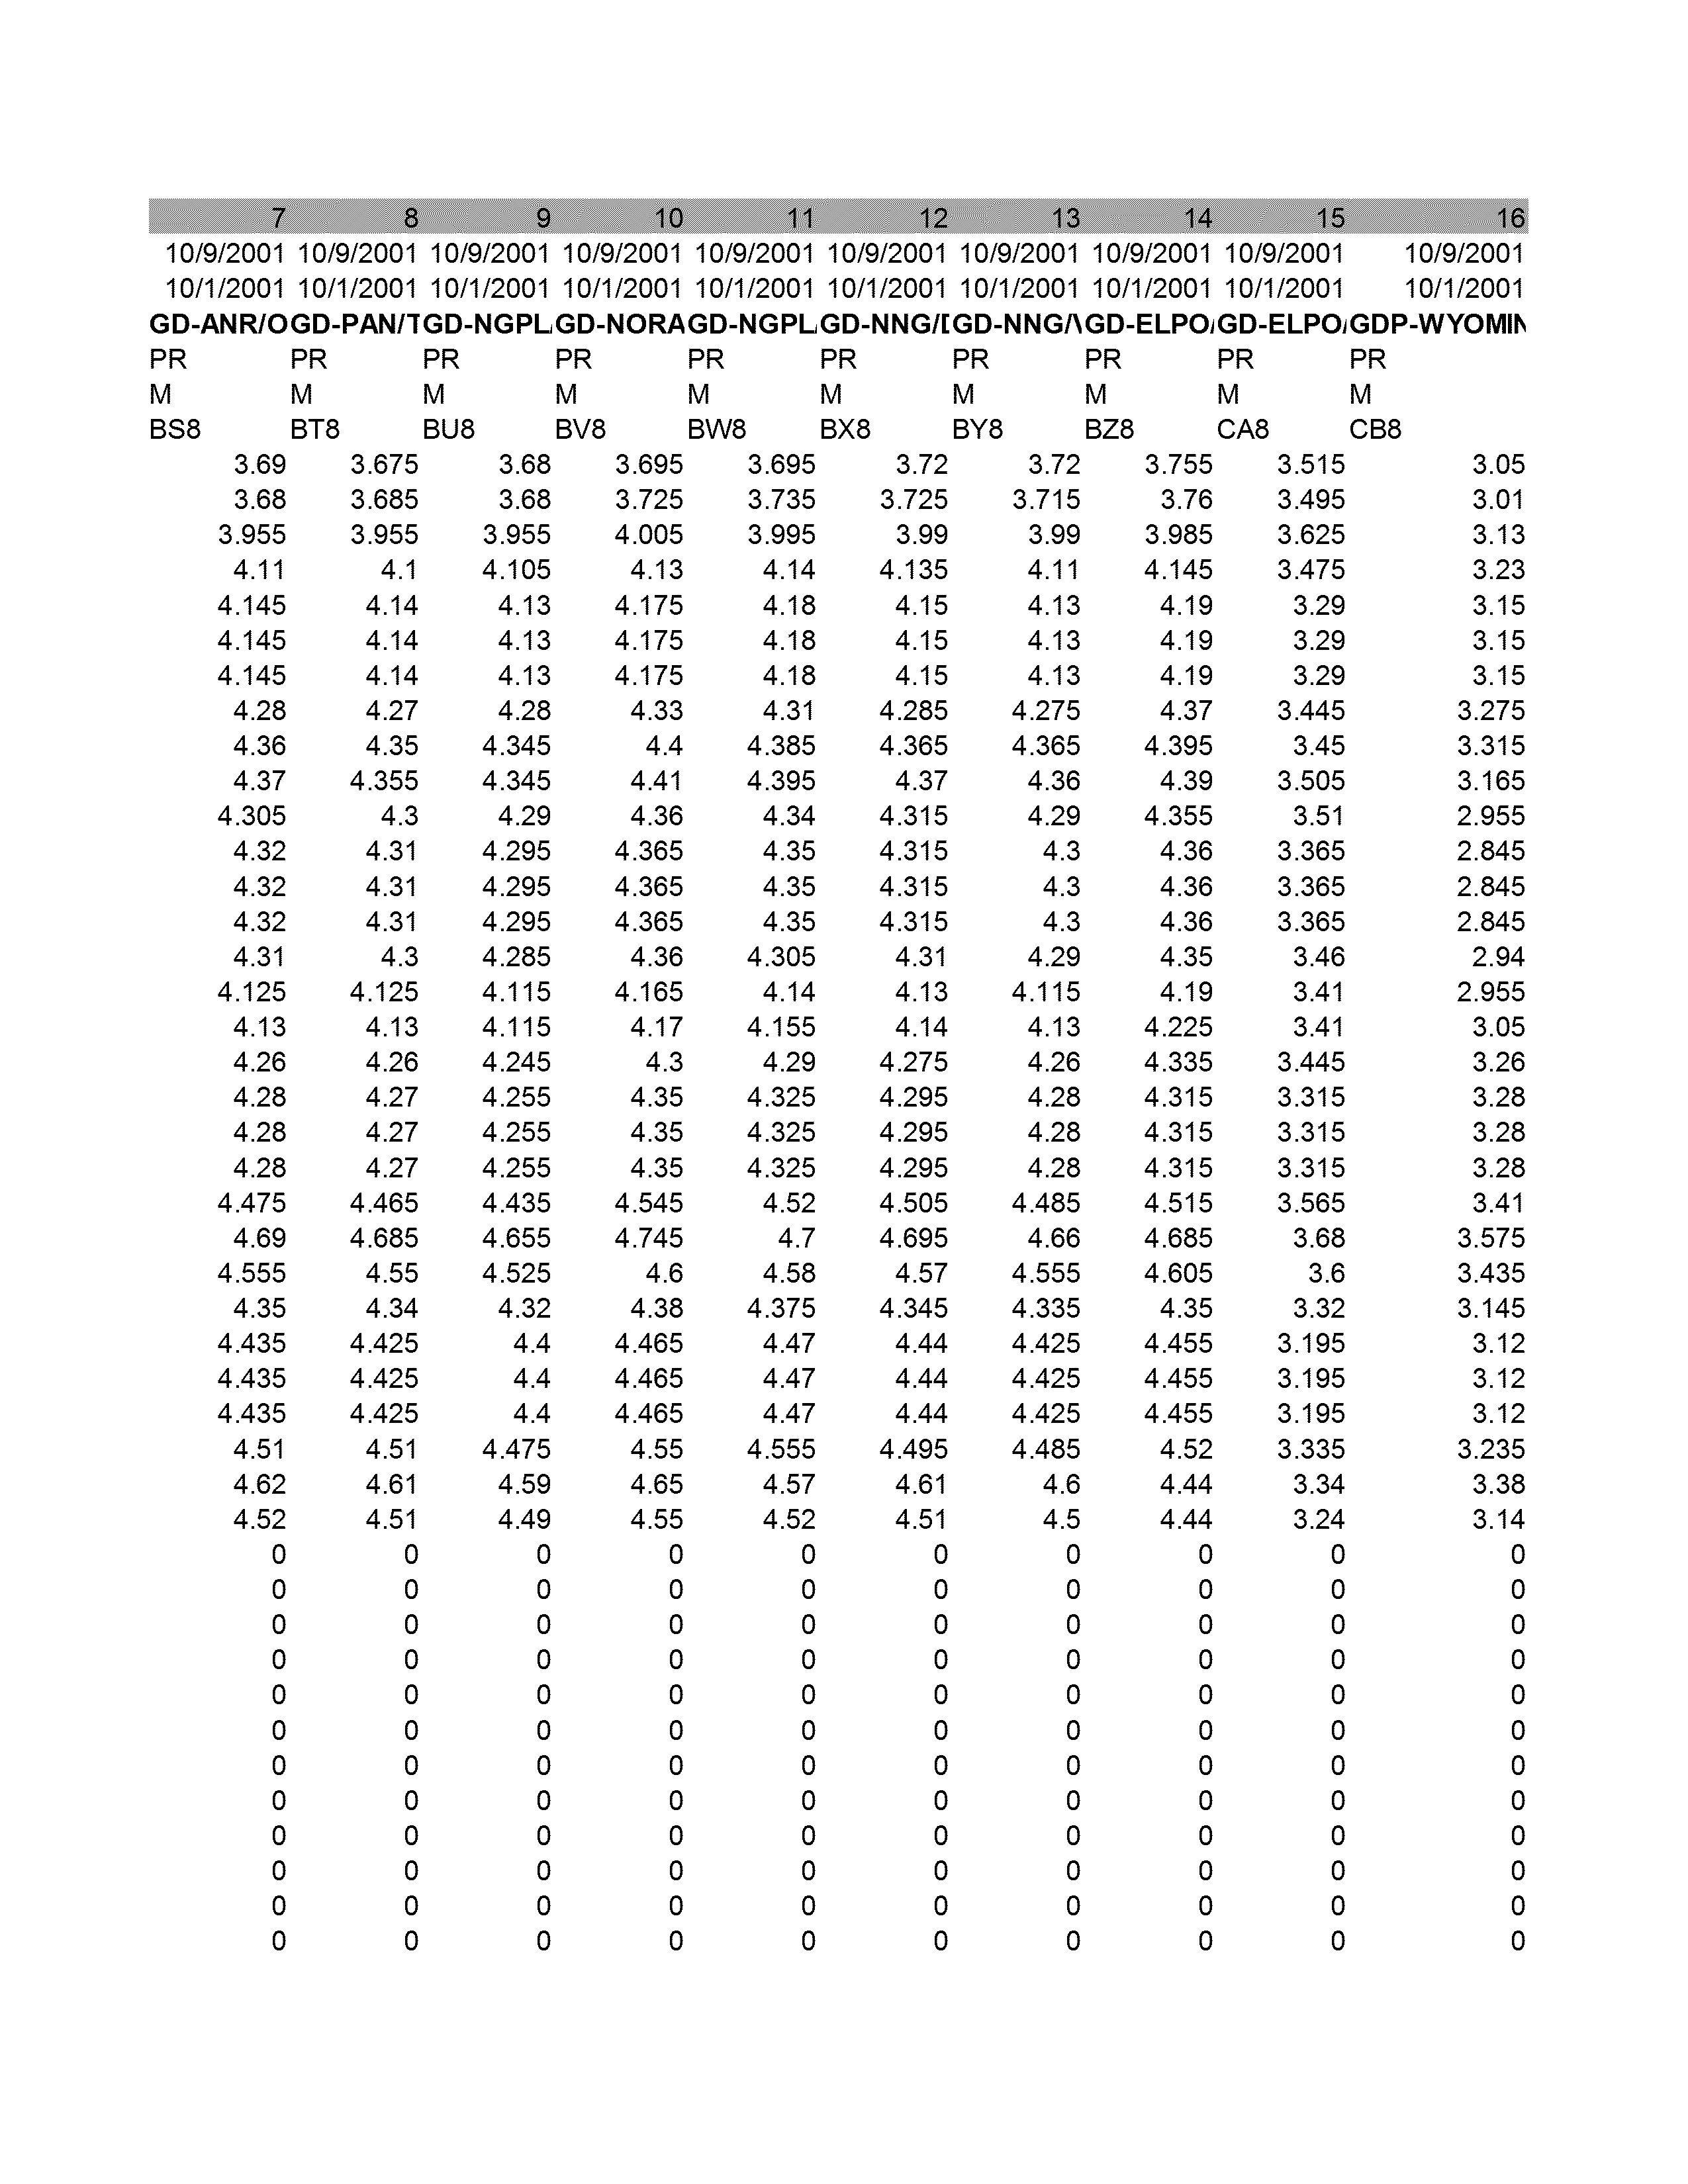 7 8 9 10 11 12 13 14 15 16
10/9/2001 10/9/2001 10/9/2001 10/9/2001 10/9/2001 10/9/2001 10/9/2001 10/9/2001 10/9/2001 10/9/2001
10/1/2001 10/1/2001 10/1/2001 10/1/2001 10/1/2001 10/1/2001 10/1/2001 10/1/2001 10/1/2001 10/1/2001
GD-ANR/O GD-PAN/T GD-NGPL GD-NORA GD-NGPL GD-NNG/ GD-NNG/ GD-ELPO GD-ELPO GDP-WYOMIN
PR PR PR PR PR PR PR PR PR PR
M M M M M M M M M M
BS8 BT8 BU8 BV8 BW8 BX8 BY8 BZ8 CA8 CB8
3.69 3.675 3.68 3.695 3.695 3.72 3.72 3.755 3.515 3.05
3.68 3.685 3.68 3.725 3.735 3.725 3.715 3.76 3.495 3.01
3.955 3.955 3.955 4.005 3.995 3.99 3.99 3.985 3.625 3.13
4.11 4.1 4.105 4.13 4.14 4.135 4.11 4.145 3.475 3.23
4.145 4.14 4.13 4.175 4.18 4.15 4.13 4.19 3.29 3.15
4.145 4.14 4.13 4.175 4.18 4.15 4.13 4.19 3.29 3.15
4.145 4.14 4.13 4.175 4.18 4.15 4.13 4.19 3.29 3.15
4.28 4.27 4.28 4.33 4.31 4.285 4.275 4.37 3.445 3.275
4.36 4.35 4.345 4.4 4.385 4.365 4.365 4.395 3.45 3.315
4.37 4.355 4.345 4.41 4.395 4.37 4.36 4.39 3.505 3.165
4.305 4.3 4.29 4.36 4.34 4.315 4.29 4.355 3.51 2.955
4.32 4.31 4.295 4.365 4.35 4.315 4.3 4.36 3.365 2.845
4.32 4.31 4.295 4.365 4.35 4.315 4.3 4.36 3.365 2.845
4.32 4.31 4.295 4.365 4.35 4.315 4.3 4.36 3.365 2.845
4.31 4.3 4.285 4.36 4.305 4.31 4.29 4.35 3.46 2.94
4.125 4.125 4.115 4.165 4.14 4.13 4.115 4.19 3.41 2.955
4.13 4.13 4.115 4.17 4.155 4.14 4.13 4.225 3.41 3.05
4.26 4.26 4.245 4.3 4.29 4.275 4.26 4.335 3.445 3.26
4.28 4.27 4.255 4.35 4.325 4.295 4.28 4.315 3.315 3.28
4.28 4.27 4.255 4.35 4.325 4.295 4.28 4.315 3.315 3.28
4.28 4.27 4.255 4.35 4.325 4.295 4.28 4.315 3.315 3.28
4.475 4.465 4.435 4.545 4.52 4.505 4.485 4.515 3.565 3.41
4.69 4.685 4.655 4.745 4.7 4.695 4.66 4.685 3.68 3.575
4.555 4.55 4.525 4.6 4.58 4.57 4.555 4.605 3.6 3.435
4.35 4.34 4.32 4.38 4.375 4.345 4.335 4.35 3.32 3.145
4.435 4.425 4.4 4.465 4.47 4.44 4.425 4.455 3.195 3.12
4.435 4.425 4.4 4.465 4.47 4.44 4.425 4.455 3.195 3.12
4.435 4.425 4.4 4.465 4.47 4.44 4.425 4.455 3.195 3.12
4.51 4.51 4.475 4.55 4.555 4.495 4.485 4.52 3.335 3.235
4.62 4.61 4.59 4.65 4.57 4.61 4.6 4.44 3.34 3.38
4.52 4.51 4.49 4.55 4.52 4.51 4.5 4.44 3.24 3.14
0 0 0 0 0 0 0 0 0 0
0 0 0 0 0 0 0 0 0 0
0 0 0 0 0 0 0 0 0 0
0 0 0 0 0 0 0 0 0 0
0 0 0 0 0 0 0 0 0 0
0 0 0 0 0 0 0 0 0 0
0 0 0 0 0 0 0 0 0 0
0 0 0 0 0 0 0 0 0 0
0 0 0 0 0 0 0 0 0 0
0 0 0 0 0 0 0 0 0 0
0 0 0 0 0 0 0 0 0 0
0 0 0 0 0 0 0 0 0 0